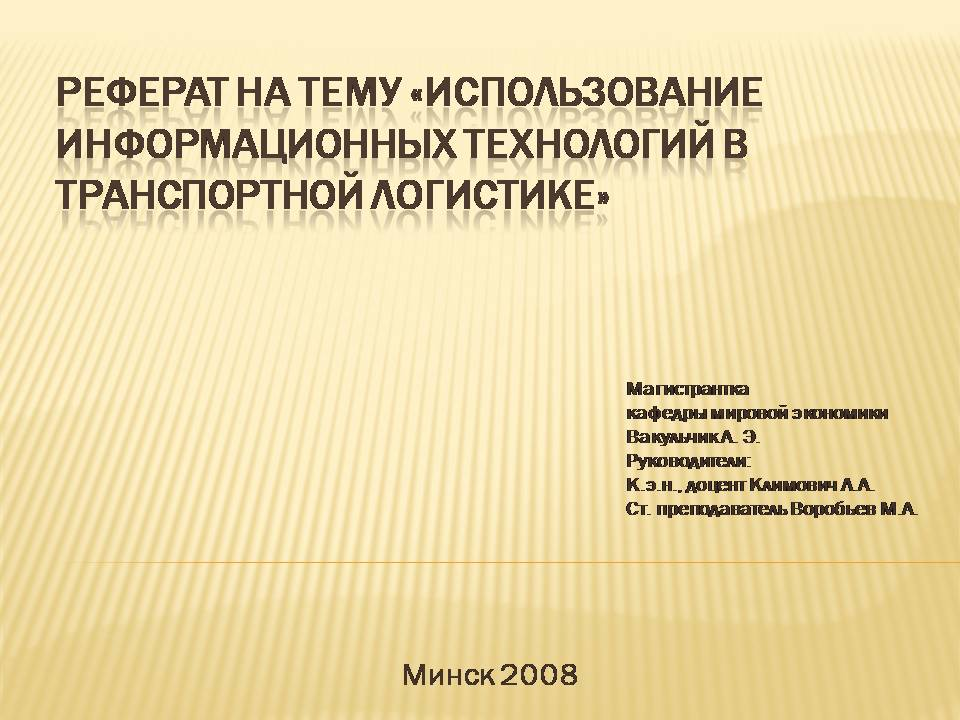 РЕФЕРАТ НА ТЕМУ «ИСПОЛЬЗОВАНИЕ
ИНФОРМАЦИОННЫХ ТЕХНОЛОГИЙ В
ТРАНСПОРТНОЙ ЛОГИСТИКЕ»
Магистрантка
кафедры мировой экономики
Вакульчик А. Э.
Руководители:
К.э.н., доцент Климович Л.А.
Ст. преподаватель Воробьев М.А.
Минск 2008